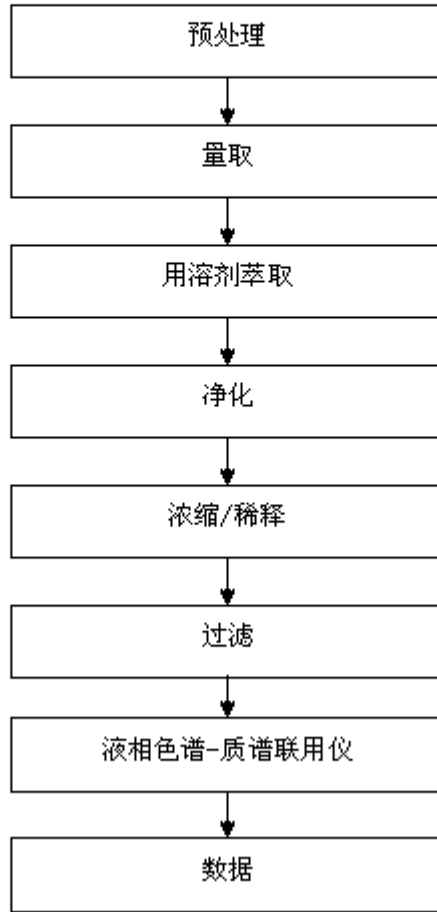 预处理
量取
用溶剂萃取
净化
浓缩/稀释
过滤
液相色谱-质谱联用仪
数据